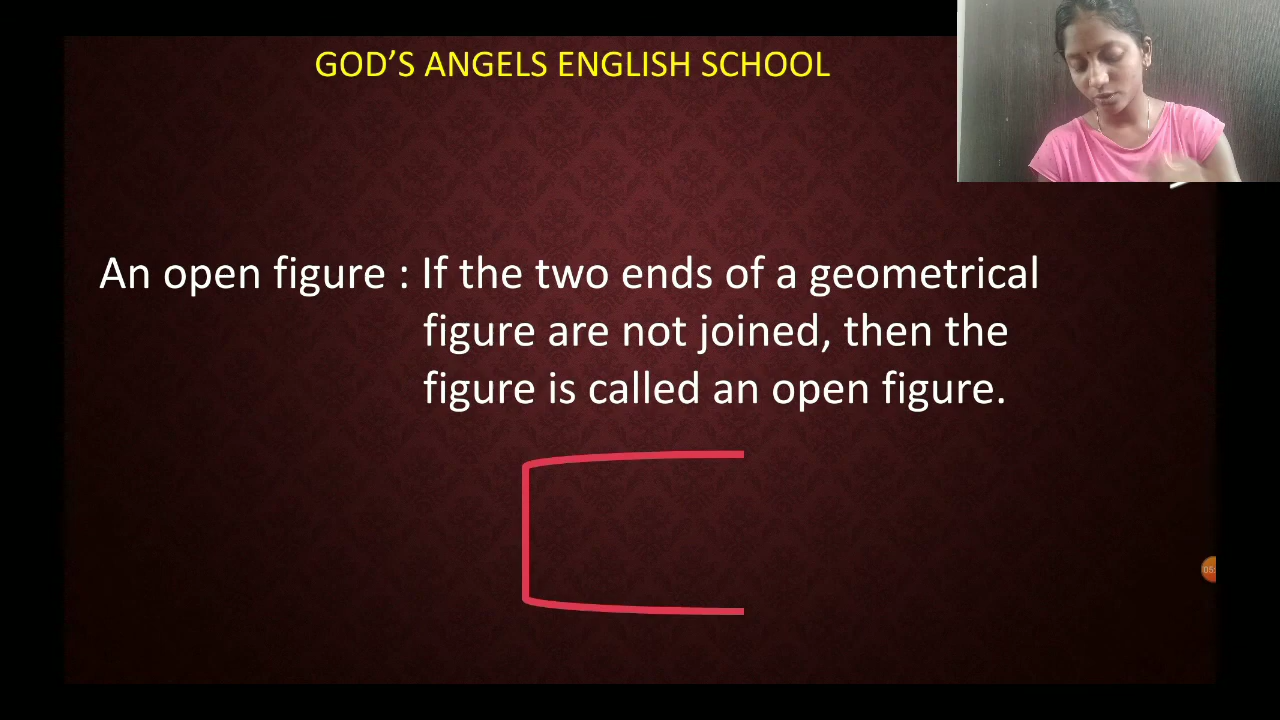 GOD’S ANGELS ENGLISH SCHOOL
An open figure : If the two ends of a geometrical
figure are not joined, then the
figure is called an open figure.